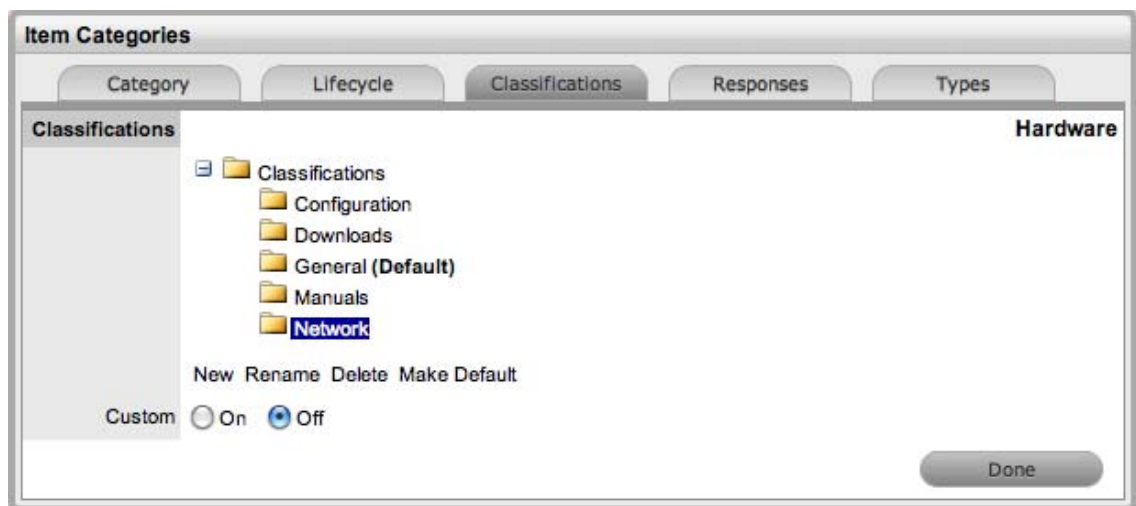 Item Categories
Category Lifecycle Classifications Responses Types
Classifications Hardware
Classifications
Configuration
Downloads
General (Default)
Manuals
Network
New Rename Delete Make Default
Custom On Off
Done